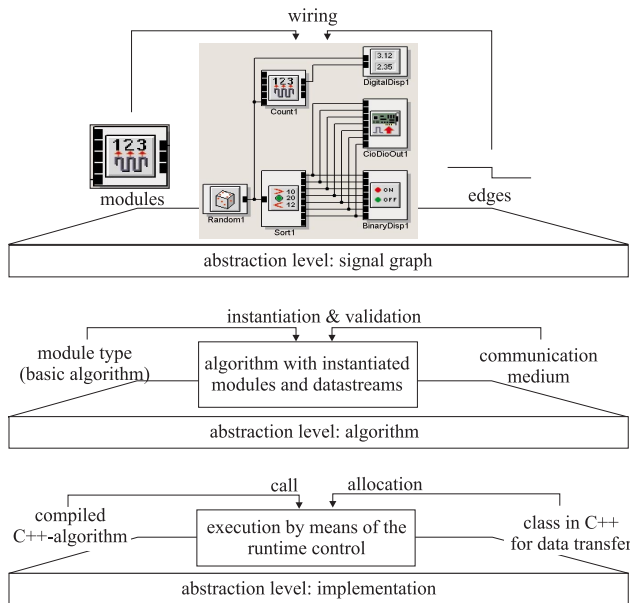 wiring
3.12
2.35
DigitalDisp1
123
Count1
CioDioOut1
123
modules
edges
Random1
10
20
12
Sort1
ON
OFF
BinaryDisp1
abstraction level: signal graph
instantiation & validation
module type
(basic algorithm)
algorithm with instantiated
modules and datastreams
communication
medium
abstraction level: algorithm
call
allocation
compiled
C++-algorithm
execution by means of the
runtime control
class in C++
for data transfer
abstraction level: implementation